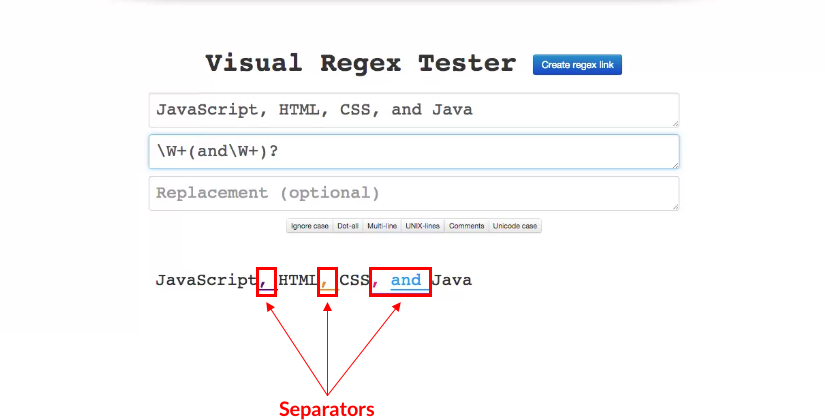 Visual Regex Tester
Create regex link
JavaScript, HTML, CSS, and Java
\W+(and\W+)?
Replacement (optional)
Ignore case Dot-all Multi-line UNIX-lines Comments Unicode case
JavaScript, HTML, CSS, and Java
Separators